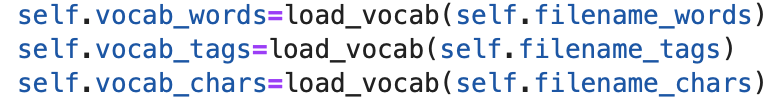 self.vocab_words=load_vocab(self.filename_words)
self.vocab_tags=load_vocab(self.filename_tags)
self.vocab_chars=load_vocab(self.filename_chars)